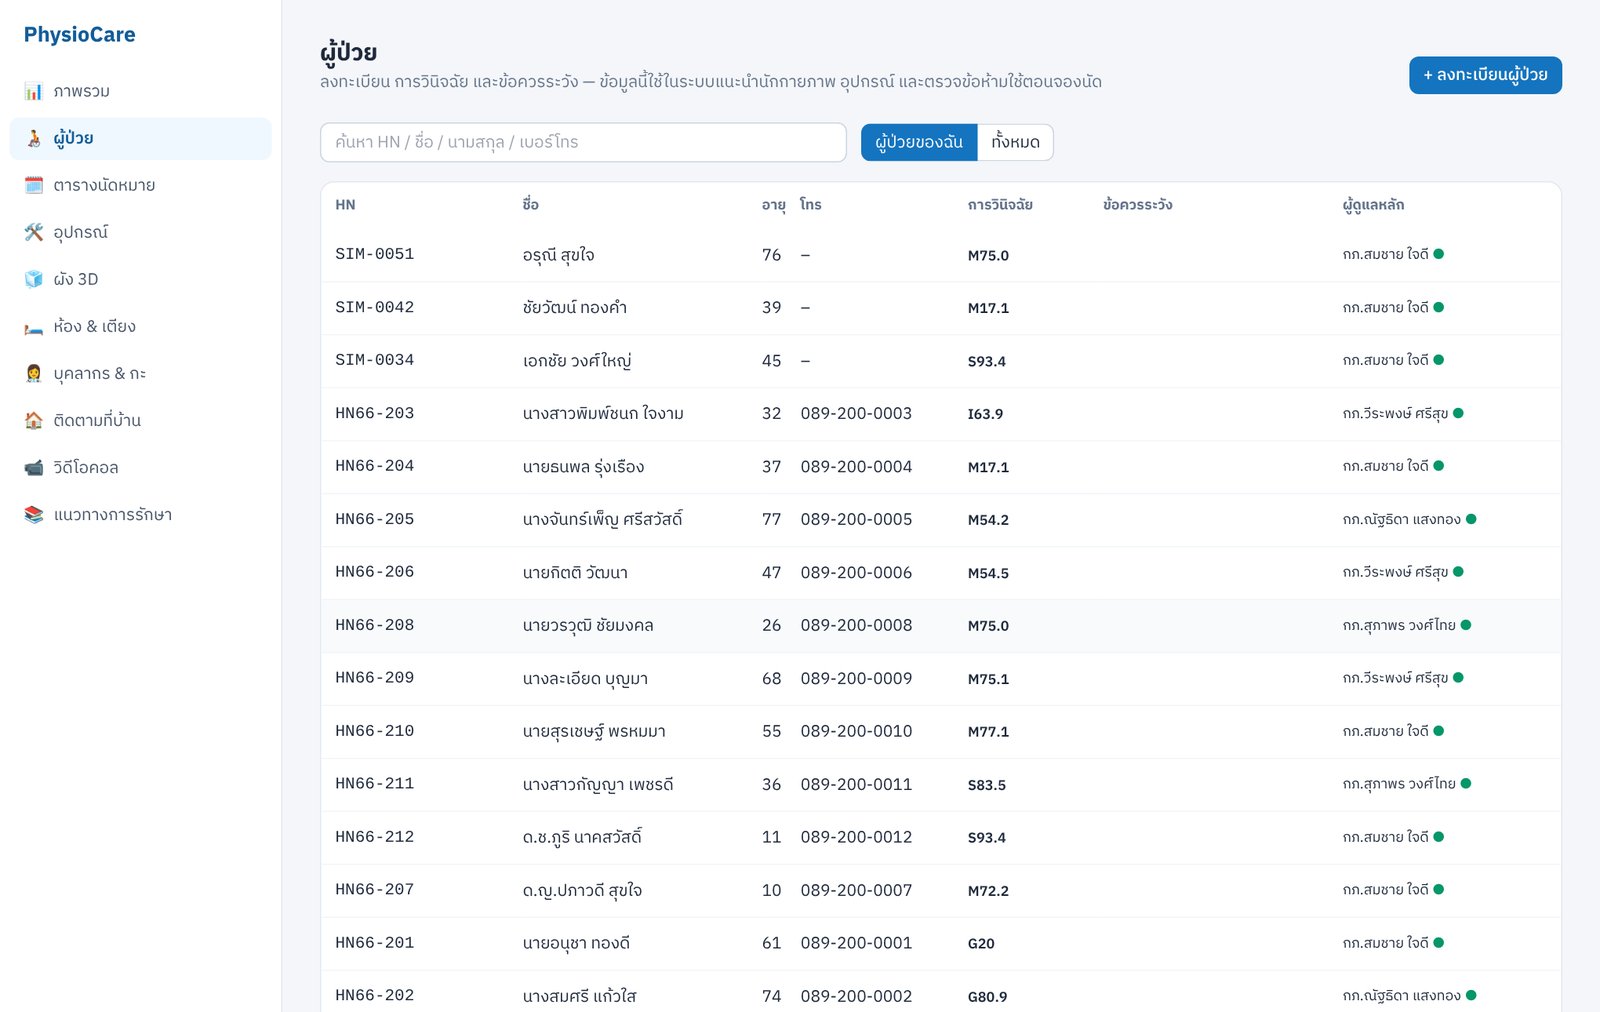 PhysioCare
ภาพรวม
ผู้ป่วย
ตารางนัดหมาย
อุปกรณ์
ผัง 3D
ห้อง & เตียง
บุคลากร & กะ
ติดตามที่บ้าน
วิดีโอคอล
แนวทางการรักษา
ผู้ป่วย
ลงทะเบียน การวินิจฉัย และข้อควรระวัง — ข้อมูลนี้ใช้ในระบบแนะนำนักกายภาพ อุปกรณ์ และตรวจข้อห้ามใช้ตอนจองนัด
+ ลงทะเบียนผู้ป่วย
ค้นหา HN / ชื่อ / นามสกุล / เบอร์โทร
ผู้ป่วยของฉัน ทั้งหมด
HN ชื่อ อายุ โทร การวินิจฉัย ข้อควรระวัง ผู้ดูแลหลัก
SIM-0051 อรุณี สุขใจ 76 – M75.0 กภ.สมชาย ใจดี
SIM-0042 ชัยวัฒน์ ทองคำ 39 – M17.1 กภ.สมชาย ใจดี
SIM-0034 เอกชัย วงศ์ใหญ่ 45 – S93.4 กภ.สมชาย ใจดี
HN66-203 นางสาวพิมพ์ชนก ใจงาม 32 089-200-0003 I63.9 กภ.วีระพงษ์ ศรีสุข
HN66-204 นายธนพล รุ่งเรือง 37 089-200-0004 M17.1 กภ.สมชาย ใจดี
HN66-205 นางจันทร์เพ็ญ ศรีสวัสดิ์ 77 089-200-0005 M54.2 กภ.ณัฐธิดา แสงทอง
HN66-206 นายกิตติ วัฒนา 47 089-200-0006 M54.5 กภ.วีระพงษ์ ศรีสุข
HN66-208 นายวรวุฒิ ชัยมงคล 26 089-200-0008 M75.0 กภ.สุภาพร วงศ์ไทย
HN66-209 นางละเอียด บุญมา 68 089-200-0009 M75.1 กภ.วีระพงษ์ ศรีสุข
HN66-210 นายสุรเชษฐ์ พรหมมา 55 089-200-0010 M77.1 กภ.สมชาย ใจดี
HN66-211 นางสาวกัญญา เพชรดี 36 089-200-0011 S83.5 กภ.สุภาพร วงศ์ไทย
HN66-212 ด.ช.ภูริ นาคสวัสดิ์ 11 089-200-0012 S93.4 กภ.สมชาย ใจดี
HN66-207 ด.ญ.ปภาวดี สุขใจ 10 089-200-0007 M72.2 กภ.สมชาย ใจดี
HN66-201 นายอนุชา ทองดี 61 089-200-0001 G20 กภ.สมชาย ใจดี
HN66-202 นางสมศรี แก้วใส 74 089-200-0002 G80.9 กภ.ณัฐธิดา แสงทอง